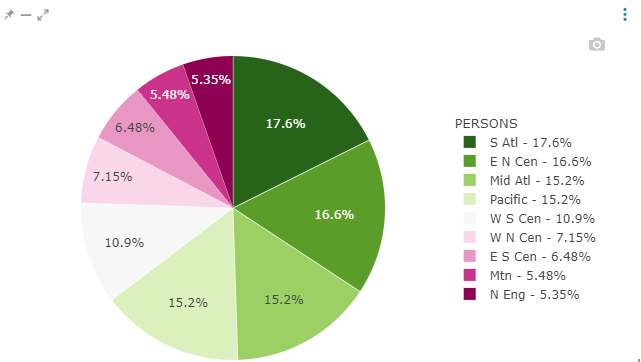 5.35%
5.48%
17.6%
6.48%
7.15%
16.6%
10.9%
15.2%
15.2%
PERSONS
S Atl - 17.6%
E N Cen - 16.6%
Mid Atl - 15.2%
Pacific - 15.2%
W S Cen - 10.9%
W N Cen - 7.15%
E S Cen - 6.48%
Mtn - 5.48%
N Eng - 5.35%